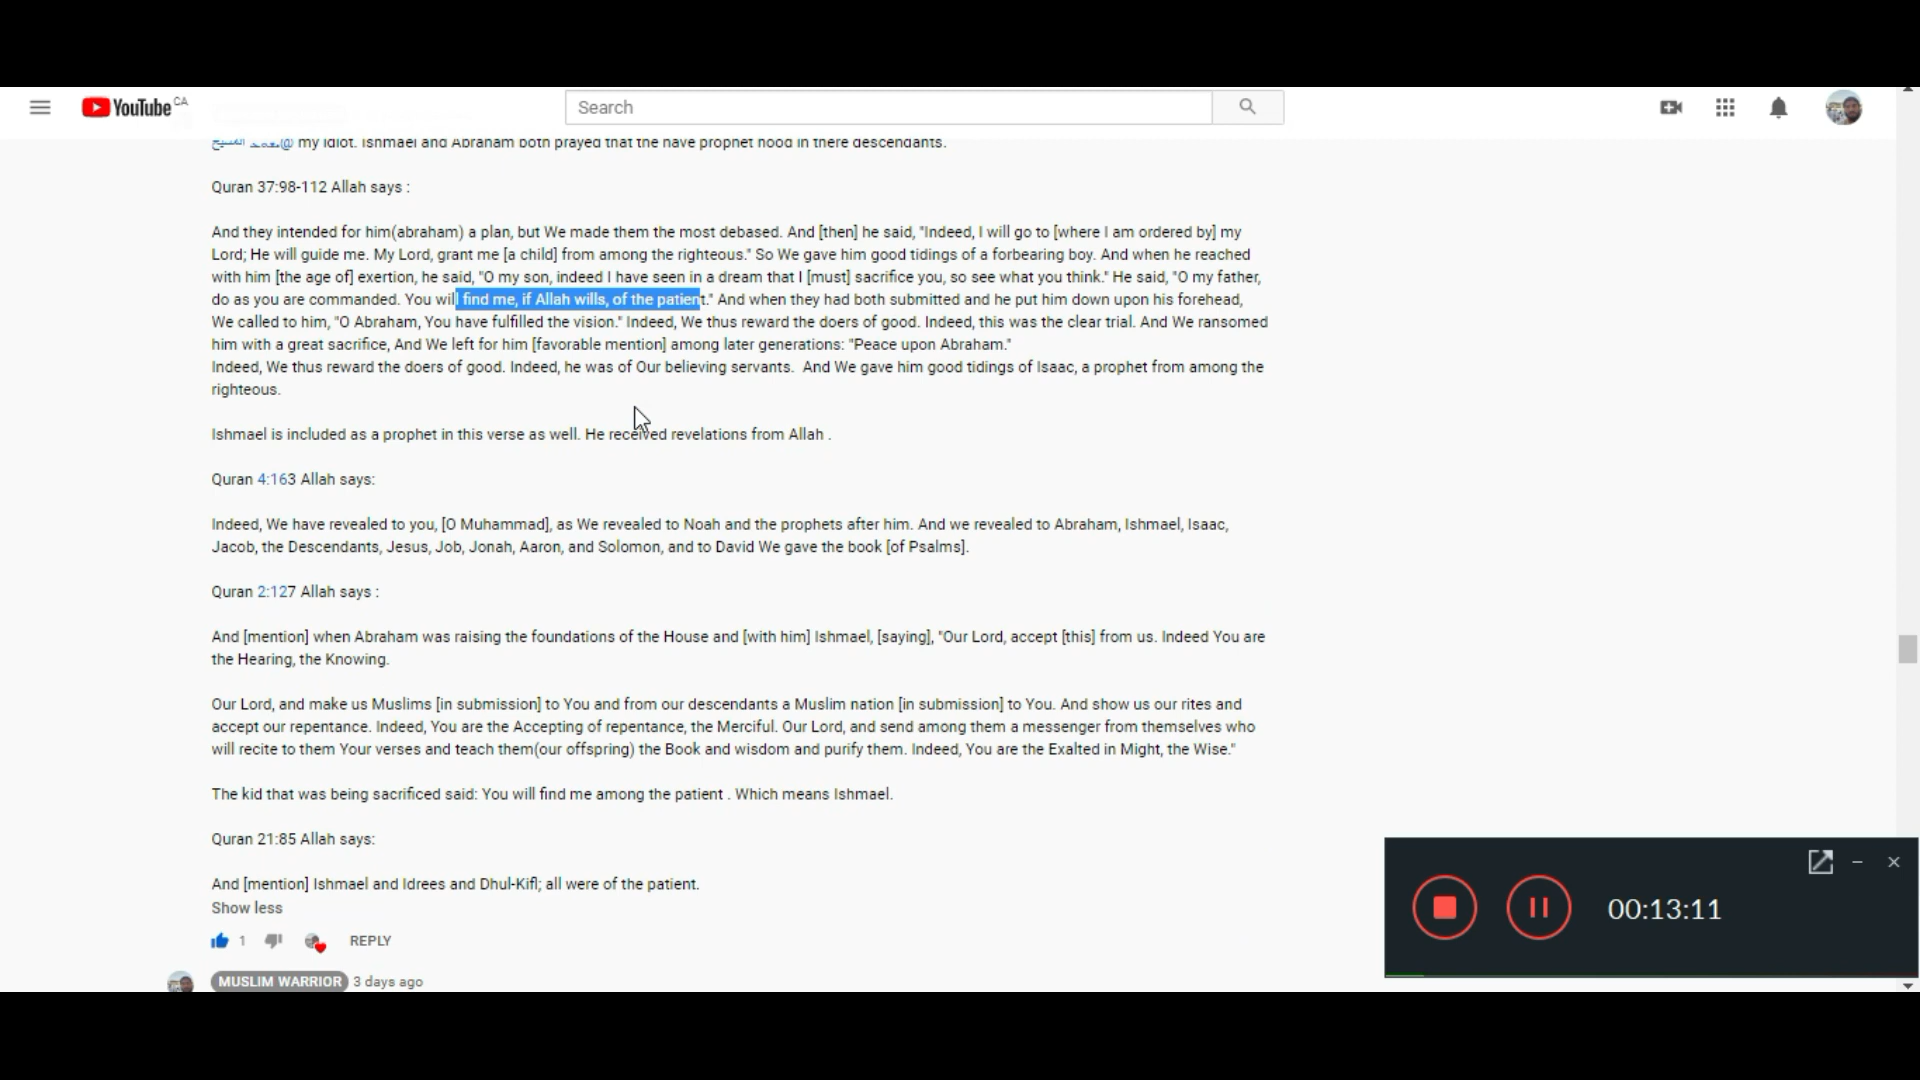 YouTube CA
Search
my idiot. Ishmael and Abraham both prayed that the have prophet hood in there descendants.
Quran 37:98-112 Allah says :
And they intended for him(abraham) a plan, but We made them the most debased. And [then] he said, "Indeed, I will go to [where I am ordered by] my
Lord; He will guide me. My Lord, grant me [a child] from among the righteous." So We gave him good tidings of a forbearing boy. And when he reached
with him [the age of] exertion, he said, "O my son, indeed I have seen in a dream that I [must] sacrifice you, so see what you think." He said, "O my father,
do as you are commanded. You will find me, if Allah wills, of the patient." And when they had both submitted and he put him down upon his forehead,
We called to him, "O Abraham, You have fulfilled the vision." Indeed, We thus reward the doers of good. Indeed, this was the clear trial. And We ransomed
him with a great sacrifice, And We left for him [favorable mention] among later generations: "Peace upon Abraham."
Indeed, We thus reward the doers of good. Indeed, he was of Our believing servants.  And We gave him good tidings of Isaac, a prophet from among the
righteous.
Ishmael is included as a prophet in this verse as well. He received revelations from Allah .
Quran 4:163 Allah says:
Indeed, We have revealed to you, [O Muhammad], as We revealed to Noah and the prophets after him. And we revealed to Abraham, Ishmael, Isaac,
Jacob, the Descendants, Jesus, Job, Jonah, Aaron, and Solomon, and to David We gave the book [of Psalms].
Quran 2:127 Allah says :
And [mention] when Abraham was raising the foundations of the House and [with him] Ishmael, [saying], "Our Lord, accept [this] from us. Indeed You are
the Hearing, the Knowing.
Our Lord, and make us Muslims [in submission] to You and from our descendants a Muslim nation [in submission] to You. And show us our rites and
accept our repentance. Indeed, You are the Accepting of repentance, the Merciful. Our Lord, and send among them a messenger from themselves who
will recite to them Your verses and teach them(our offspring) the Book and wisdom and purify them. Indeed, You are the Exalted in Might, the Wise."
The kid that was being sacrificed said: You will find me among the patient . Which means Ishmael.
Quran 21:85 Allah says:
And [mention] Ishmael and Idrees and Dhul-Kifl; all were of the patient.
Show less
1 REPLY
MUSLIM WARRIOR 3 days ago
00:13:11